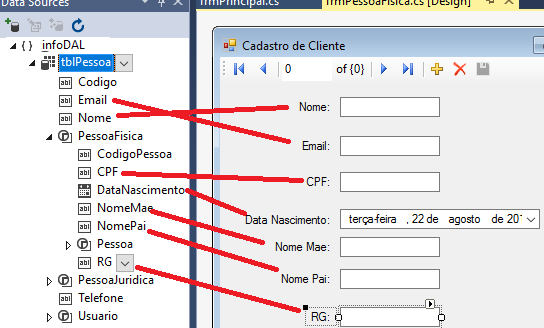 Data Sources
frmPrincipal.cs
frmPessoaFisica.cs [Design]
infoDAL
tblPessoa
Codigo
Email
Nome
PessoaFisica
CodigoPessoa
CPF
DataNascimento
NomeMae
NomePai
Pessoa
RG
PessoaJuridica
Telefone
Usuario
Cadastro de Cliente
0 of {0}
Nome:
Email:
CPF:
Data Nascimento: terça-feira , 22 de agosto de
Nome Mae:
Nome Pai:
RG: